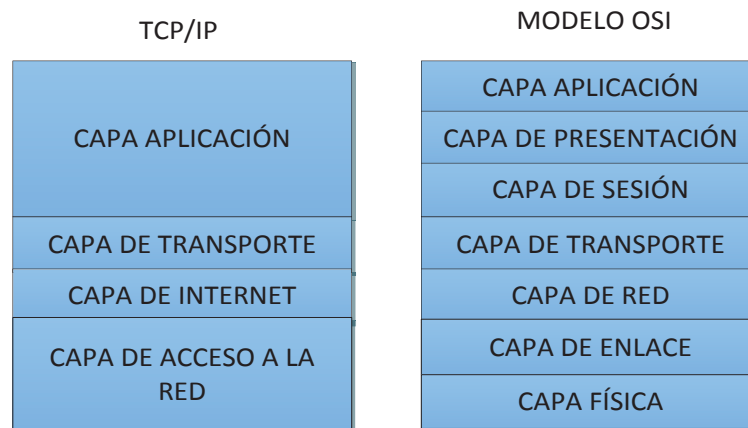 TCP/IP
CAPA APLICACIÓN
CAPA DE TRANSPORTE
CAPA DE INTERNET
CAPA DE ACCESO A LA
RED
MODELO OSI
CAPA APLICACIÓN
CAPA DE PRESENTACIÓN
CAPA DE SESIÓN
CAPA DE TRANSPORTE
CAPA DE RED
CAPA DE ENLACE
CAPA FÍSICA